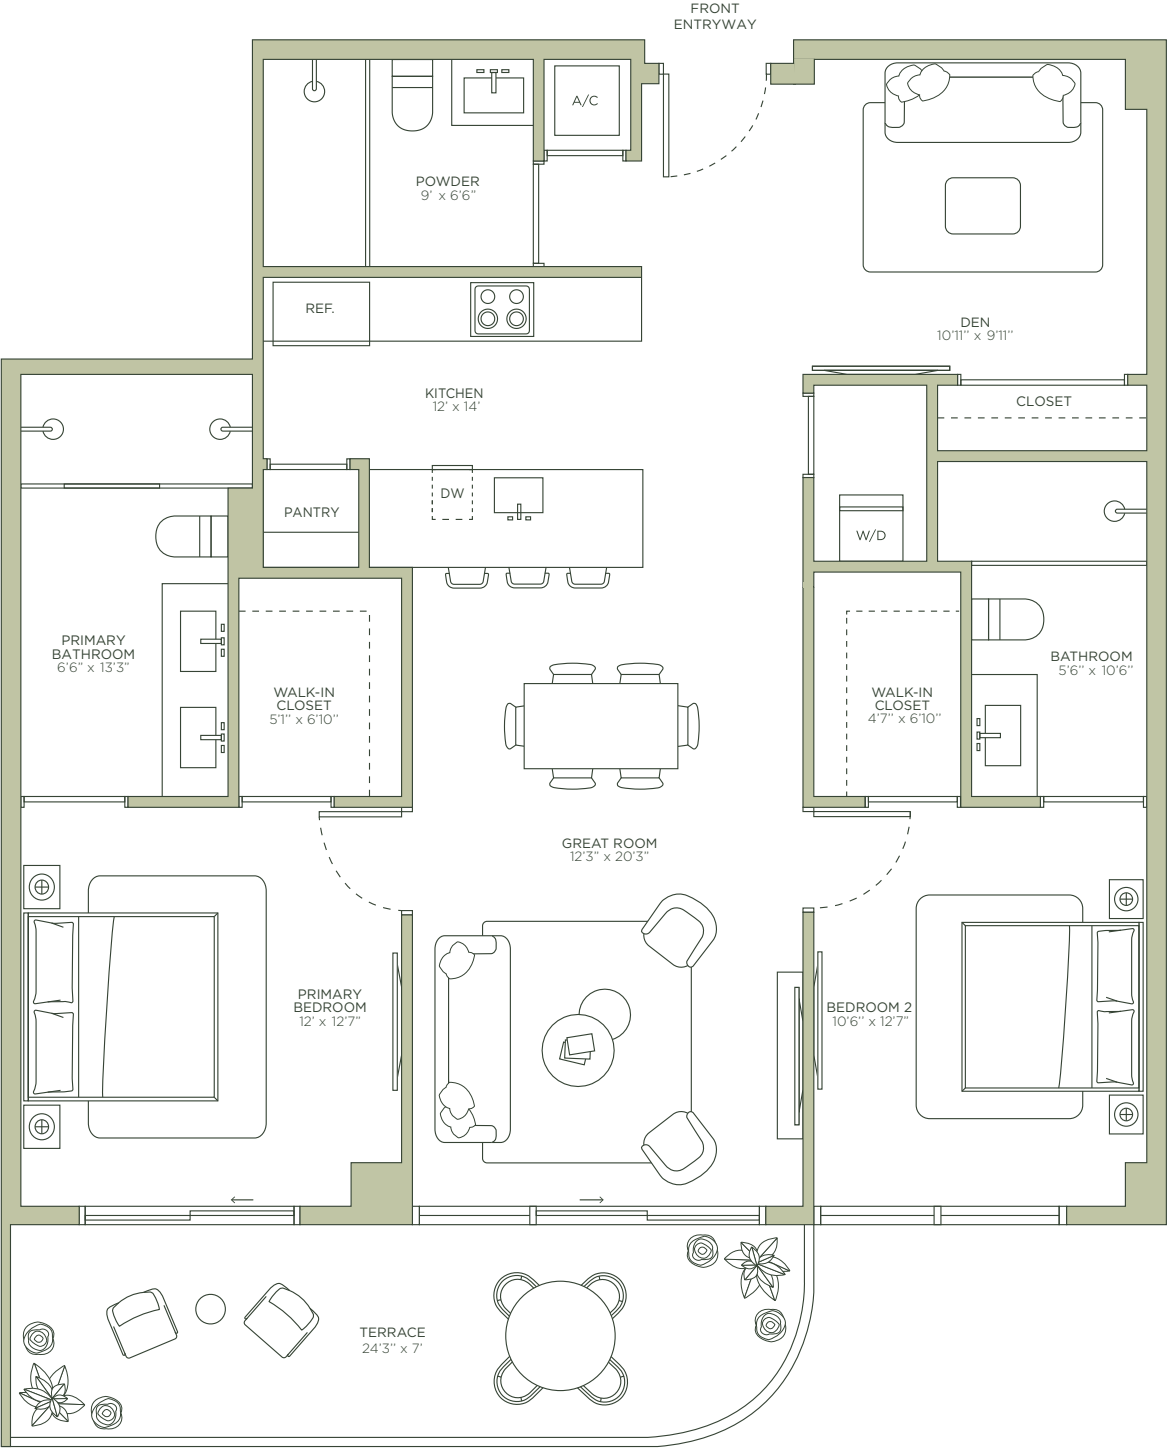 FRONT
ENTRYWAY
A/C
POWDER
9' x 6'6"
REF.
DEN
10'11" x 9'11"
KITCHEN
12' x 14'
CLOSET
DW
PANTRY
W/D
PRIMARY
BATHROOM
6'6" x 13'3"
WALK-IN
CLOSET
5'1" x 6'10"
WALK-IN
CLOSET
4'7" x 6'10"
BATHROOM
5'6" x 10'6"
GREAT ROOM
12'3" x 20'3"
PRIMARY
BEDROOM
12' x 12'7"
BEDROOM 2
10'6" x 12'7"
TERRACE
24'3" x 7'